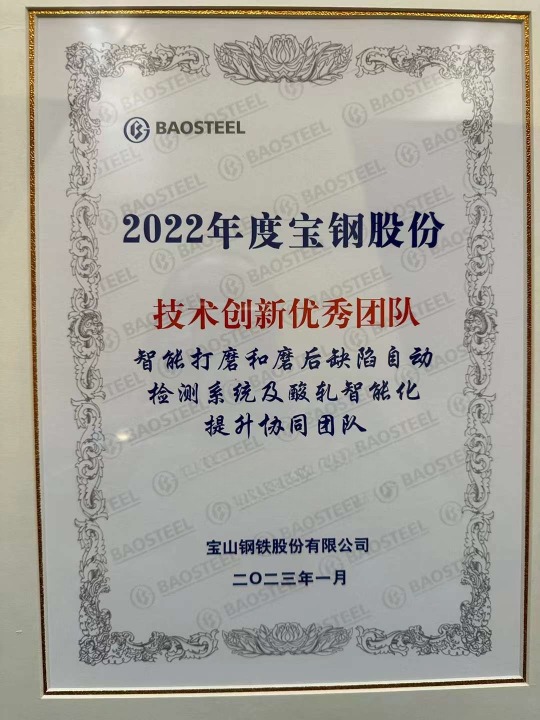 BAOSTEEL
2022年度宝钢股份
技术创新优秀团队
智能打磨和磨后缺陷自动
检测系统及酸轧智能化
提升协同团队
宝山钢铁股份有限公司
二〇二三年一月